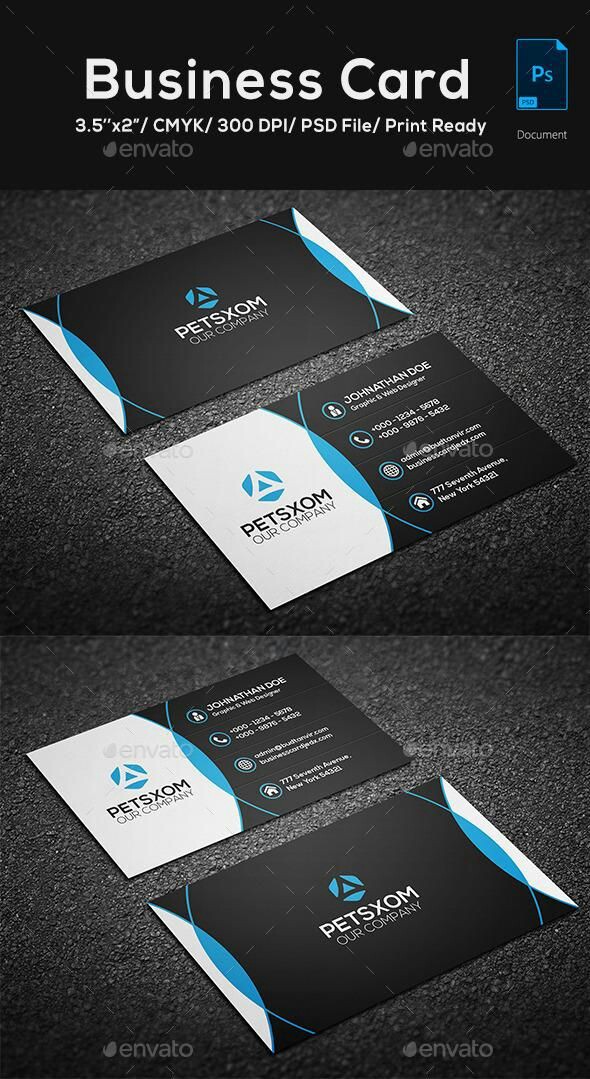 Business Card
3.5"x2"/ CMYK/ 300 DPI/ PSD File/ Print Ready
Ps
PSD
Document
envato
envato
PETSXOM
OUR COMPANY
JOHNATHAN DOE
Graphic & Web Designer
+000 -1234 - 5678
+000 -9876 - 5432
admin@budtanvir.com
businesscardjedx.com
777 Seventh Avenue,
New York 54321
PETSXOM
OUR COMPANY
envato
envato
JOHNATHAN DOE
Graphic & Web Designer
+000 -1234 - 5678
+000 -9876 - 5432
admin@budtanvir.com
businesscardjedx.com
777 Seventh Avenue,
New York 54321
PETSXOM
OUR COMPANY
envato
envato
PETSXOM
OUR COMPANY
envato
envato